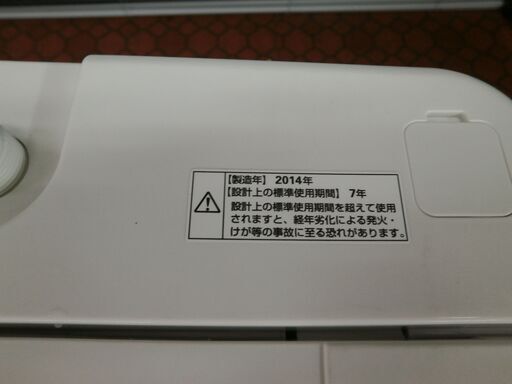 【製造年】 2014年
【設計上の標準使用期間】 7年
設計上の標準使用期間を超えて使用
されますと、経年劣化による発火・
けが等の事故に至る恐れがあります。